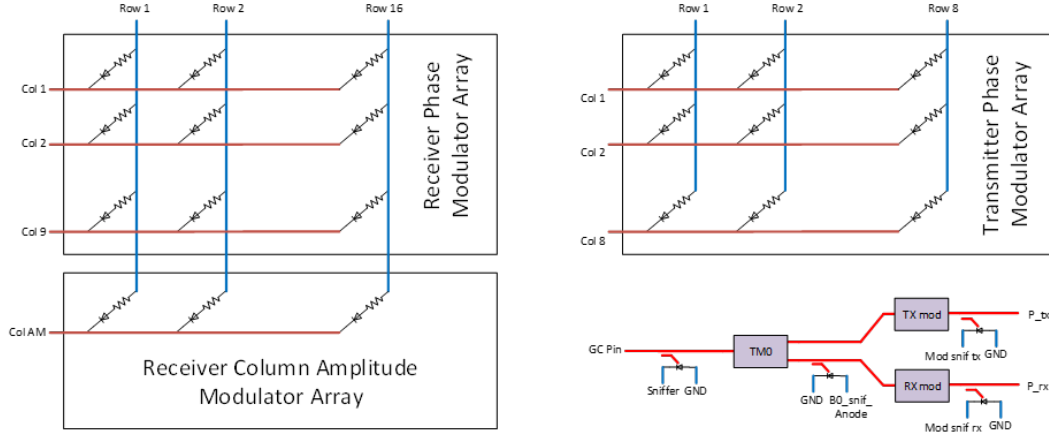 Row 1
Row 2
Row 16
Col 1
Col 2
Col 9
Receiver Phase
Modulator Array
Col AM
Receiver Column Amplitude
Modulator Array
Row 1
Row 2
Row 8
Col 1
Col 2
Col 8
Transmitter Phase
Modulator Array
GC Pin
Sniffer GND
TM0
GND B0_snif_
Anode
TX mod
Mod snif tx GND
P_tx
RX mod
Mod snif rx GND
P_rx